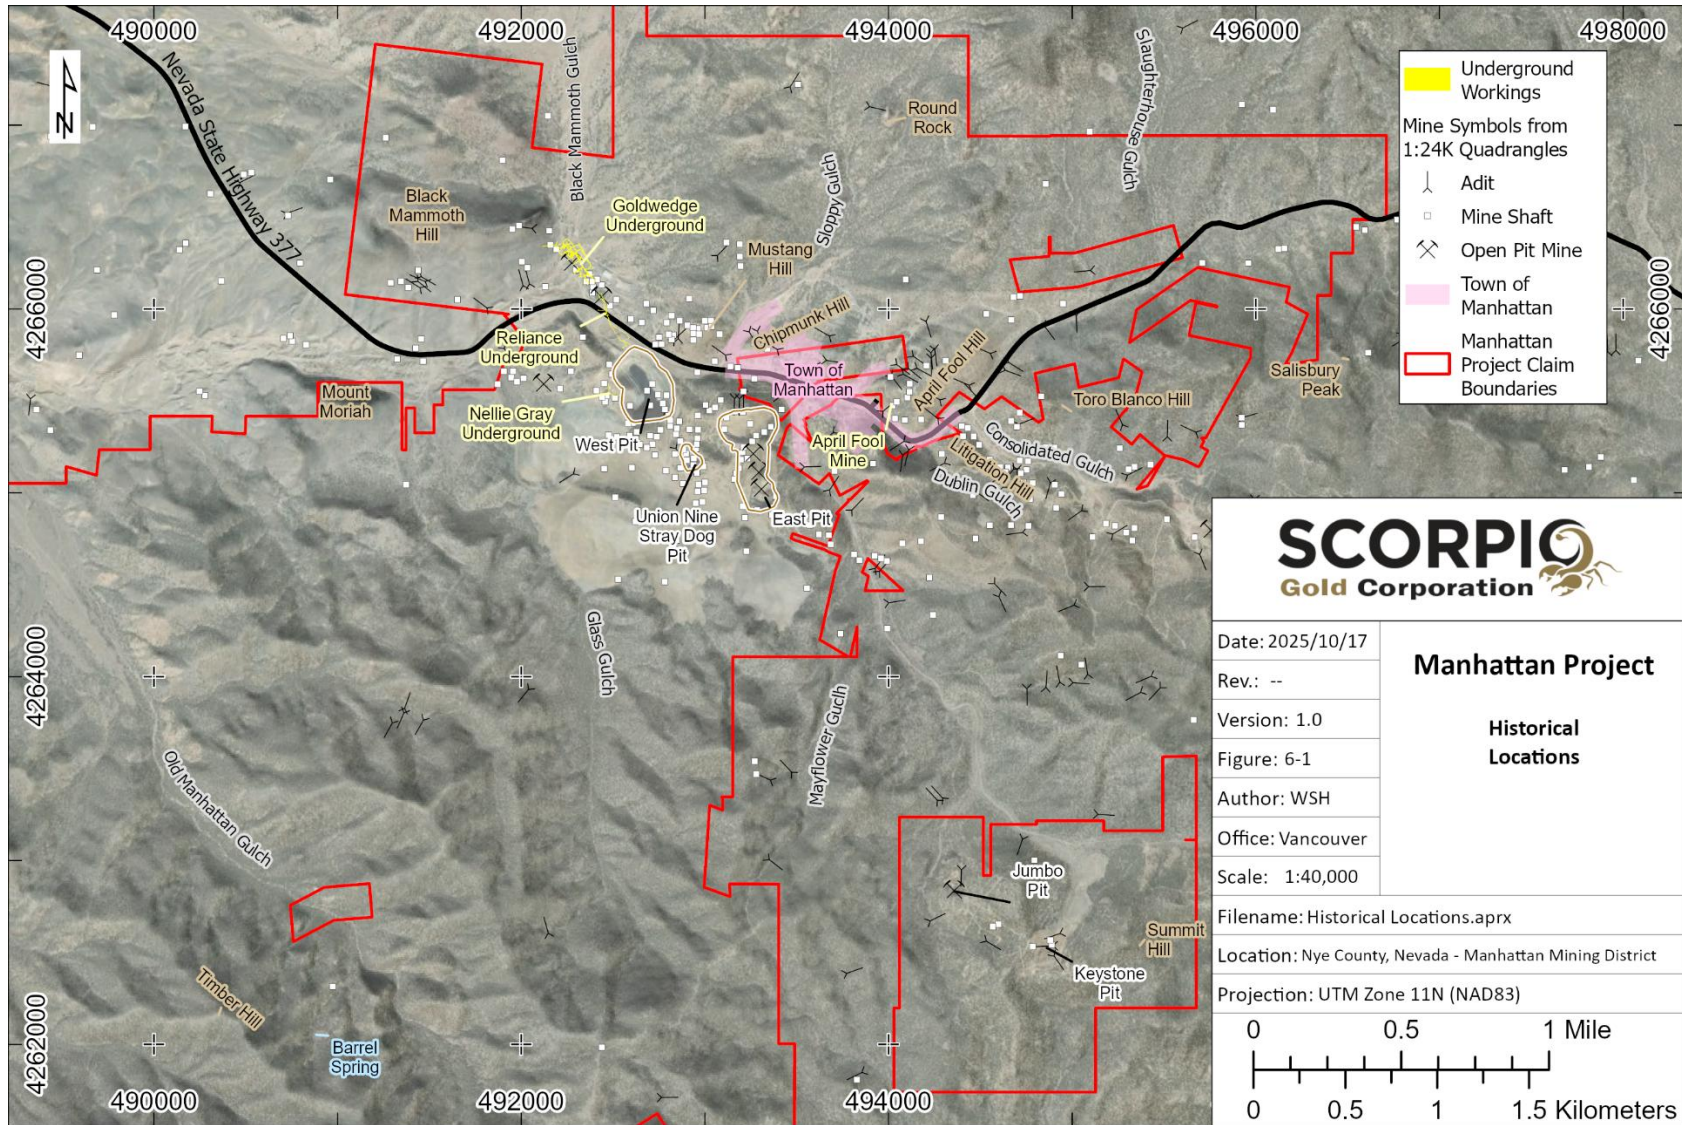 490000
492000
494000
496000
498000
4266000
4264000
4262000
4266000
490000
492000
494000
Nevada State Highway 377
Black Mammoth Gulch
Slaughterhouse Gulch
Sloppy Gulch
Round
Rock
Black
Mammoth
Hill
Goldwedge
Underground
Mustang
Hill
Chipmunk Hill
Reliance
Underground
Mount
Moriah
Nellie Gray
Underground
West Pit
Town of
Manhattan
April Fool Hill
April Fool
Mine
Toro Blanco Hill
Salisbury
Peak
Consolidated Gulch
Litigation Hill
Dublin Gulch
Union Nine
Stray Dog
Pit
East Pit
Glass Gulch
Mayflower Guclh
Old Manhattan Gulch
Timber Hill
Barrel
Spring
Jumbo
Pit
Keystone
Pit
Summit
Hill
Underground
Workings
Mine Symbols from
1:24K Quadrangles
Adit
Mine Shaft
Open Pit Mine
Town of
Manhattan
Manhattan
Project Claim
Boundaries
SCORPIO
Gold Corporation
Date: 2025/10/17
Rev.: --
Version: 1.0
Figure: 6-1
Author: WSH
Office: Vancouver
Scale: 1:40,000
Manhattan Project
Historical
Locations
Filename: Historical Locations.aprx
Location: Nye County, Nevada - Manhattan Mining District
Projection: UTM Zone 11N (NAD83)
0 0.5 1 Mile
0 0.5 1 1.5 Kilometers
N